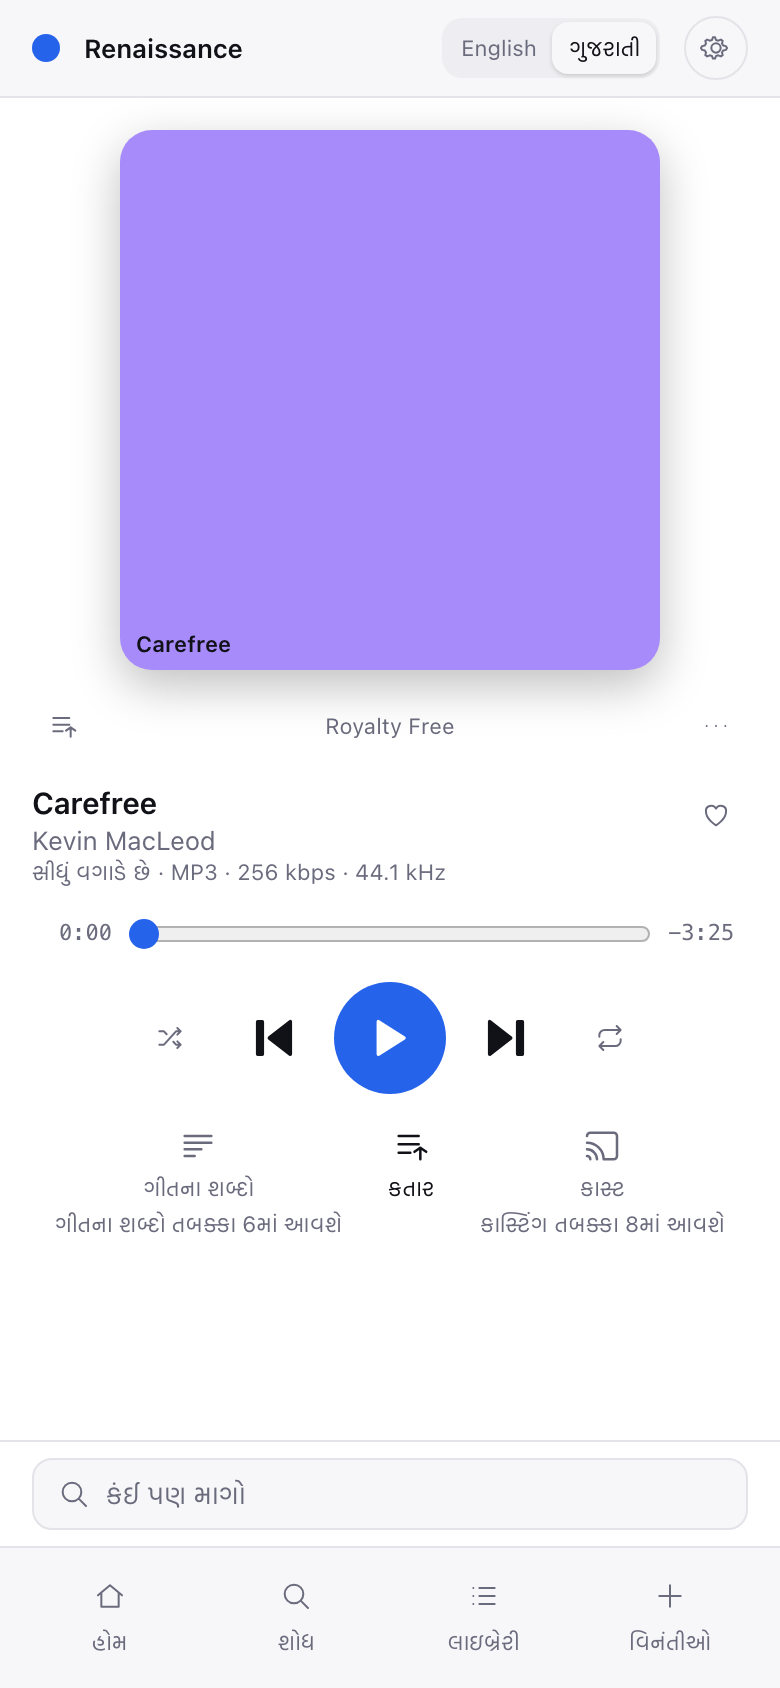 Renaissance
English ગુજરાતી
Carefree
Royalty Free
Carefree
Kevin MacLeod
સીધું વગાડે છે · MP3 · 256 kbps · 44.1 kHz
0:00 −3:25
ગીતના શબ્દો કતાર કાસ્ટ
ગીતના શબ્દો તબક્કા 6માં આવશે કાસ્ટિંગ તબક્કા 8માં આવશે
કંઈ પણ માગો
હોમ શોધ લાઇબ્રેરી વિનંતીઓ